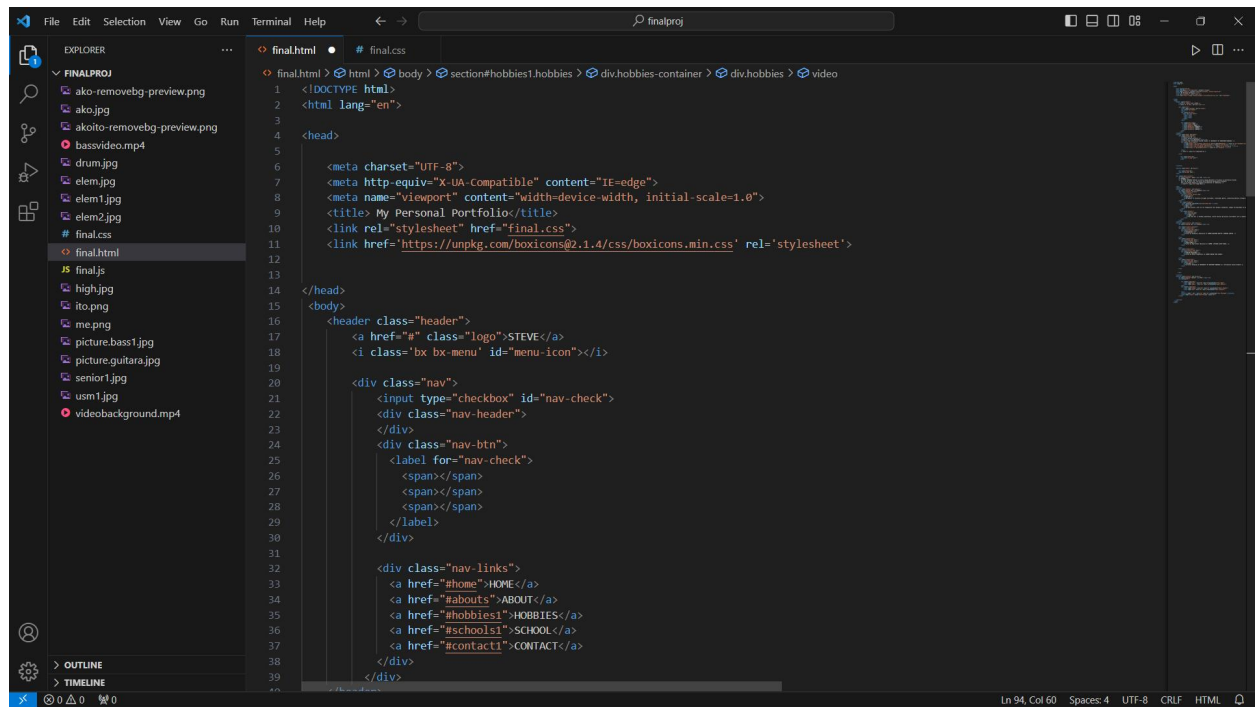 File Edit Selection View Go Run Terminal Help
finalproj
EXPLORER
final.html
# final.css
FINALPROJ
final.html > html > body > section#hobbies1.hobbies > div.hobbies-container > div.hobbies > video
ako-removebg-preview.png
ako.jpg
akoito-removebg-preview.png
bassvideo.mp4
drum.jpg
elem.jpg
elem1.jpg
elem2.jpg
# final.css
<> final.html
JS final.js
high.jpg
ito.png
me.png
picture.bass1.jpg
picture.guitara.jpg
senior1.jpg
usm1.jpg
videobackground.mp4
OUTLINE
TIMELINE
1 <!DOCTYPE html>
2 <html lang="en">
3
4 <head>
5
6 <meta charset="UTF-8">
7 <meta http-equiv="X-UA-Compatible" content="IE=edge">
8 <meta name="viewport" content="width=device-width, initial-scale=1.0">
9 <title> My Personal Portfolio</title>
10 <link rel="stylesheet" href="final.css">
11 <link href='https://unpkg.com/boxicons@2.1.4/css/boxicons.min.css' rel='stylesheet'>
12
13
14 </head>
15 <body>
16 <header class="header">
17 <a href="#" class="logo">STEVE</a>
18 <i class='bx bx-menu' id="menu-icon"></i>
19
20 <div class="nav">
21 <input type="checkbox" id="nav-check">
22 <div class="nav-header">
23 </div>
24 <div class="nav-btn">
25 <label for="nav-check">
26 <span></span>
27 <span></span>
28 <span></span>
29 </label>
30 </div>
31
32 <div class="nav-links">
33 <a href="#home">HOME</a>
34 <a href="#abouts">ABOUT</a>
35 <a href="#hobbies1">HOBBIES</a>
36 <a href="#schools1">SCHOOL</a>
37 <a href="#contact1">CONTACT</a>
38 </div>
39 </div>
0 0 0
Ln 94, Col 60 Spaces: 4 UTF-8 CRLF HTML